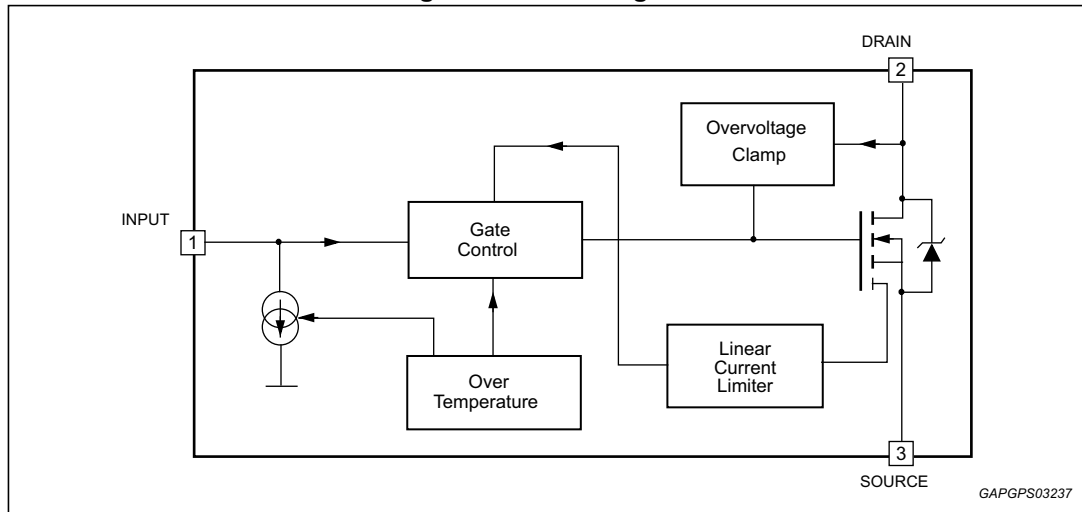 DRAIN
2
Overvoltage
Clamp
INPUT
1
Gate
Control
Linear
Current
Limiter
Over
Temperature
3
SOURCE
GAPGPS03237